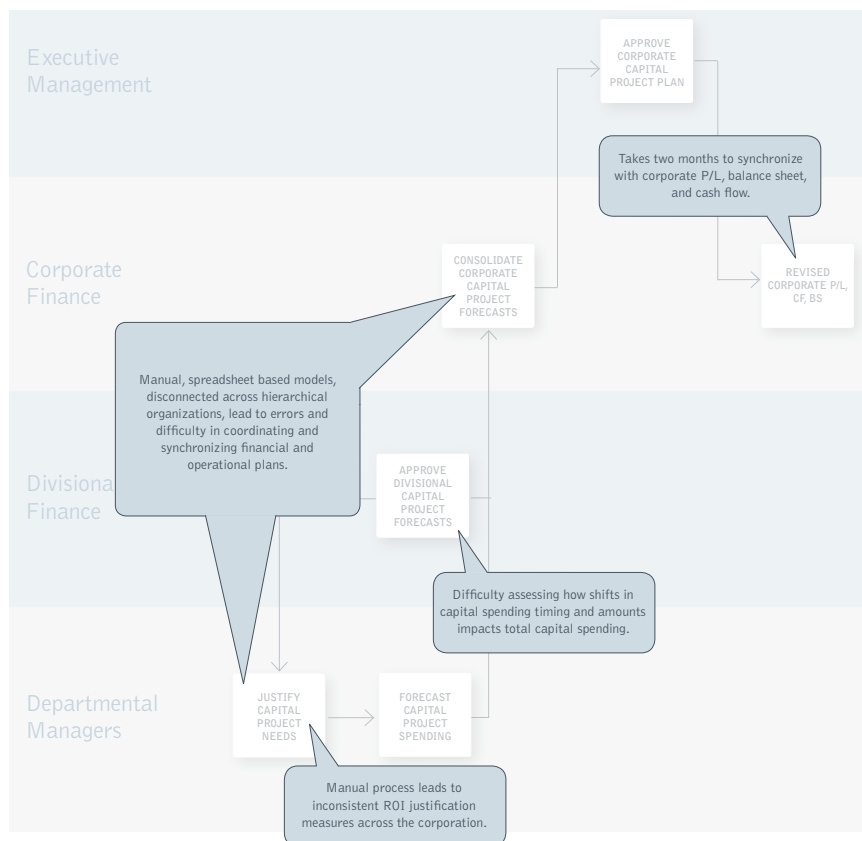 Executive
Management
APPROVE
CORPORATE
CAPITAL
PROJECT PLAN
Takes two months to synchronize
with corporate P/L, balance sheet,
and cash flow.
Corporate
Finance
CONSOLIDATE
CORPORATE
CAPITAL
PROJECT
FORECASTS
REVISED
CORPORATE P/L,
CF, BS
Manual, spreadsheet based models,
disconnected across hierarchical
organizations, lead to errors and
difficulty in coordinating and
synchronizing financial and
operational plans.
Divisiona
Finance
APPROVE
DIVISIONAL
CAPITAL
PROJECT
FORECASTS
Difficulty assessing how shifts in
capital spending timing and amounts
impacts total capital spending.
Departmental
Managers
JUSTIFY
CAPITAL
PROJECT
NEEDS
FORECAST
CAPITAL
PROJECT
SPENDING
Manual process leads to
inconsistent ROI justification
measures across the corporation.